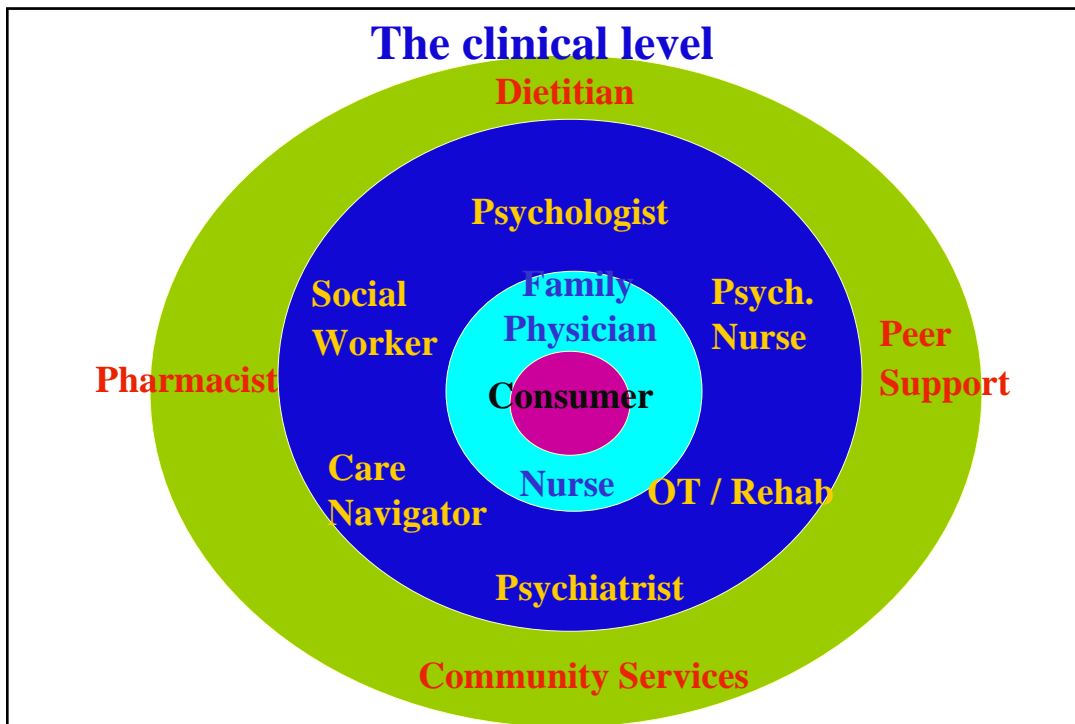 The clinical level
Dietitian
Psychologist
Social
Worker
Family
Physician
Psych.
Nurse
Pharmacist
Consumer
Peer
Support
Care
Navigator
Nurse
OT / Rehab
Psychiatrist
Community Services